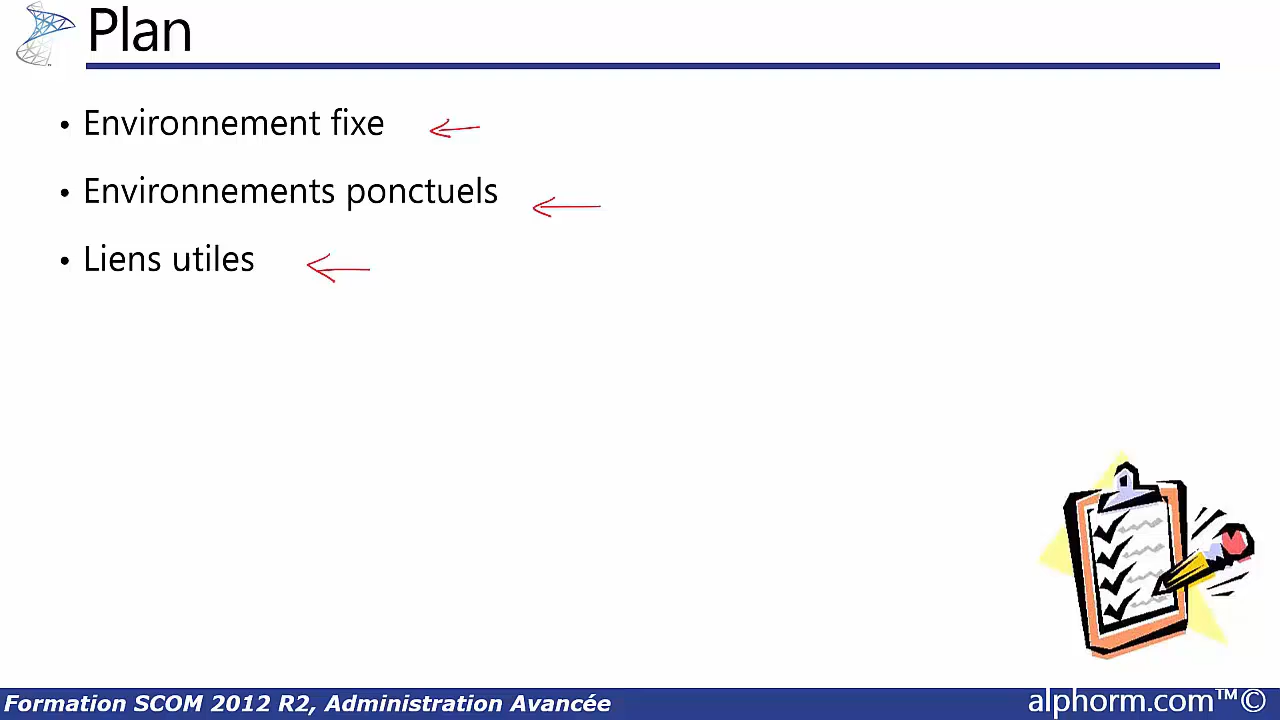 Plan
• Environnement fixe
• Environnements ponctuels
• Liens utiles
Formation SCOM 2012 R2, Administration Avancée
alphorm.com™©